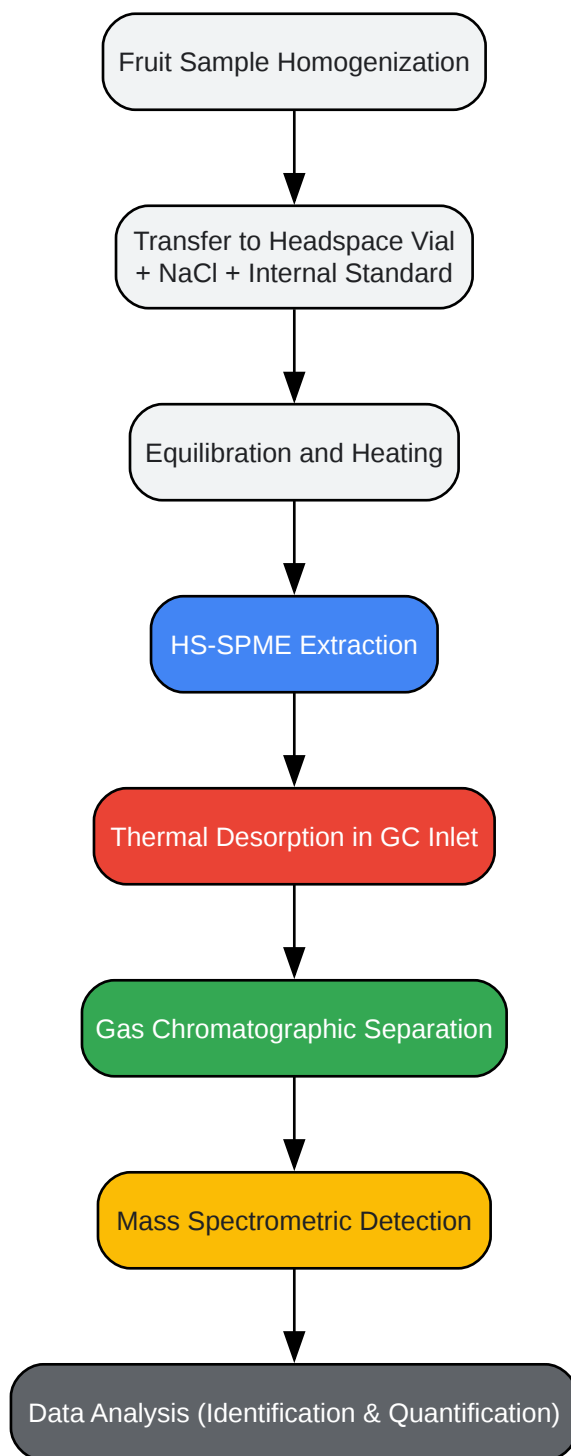 Fruit Sample Homogenization
Transfer to Headspace Vial
+ NaCl + Internal Standard
Equilibration and Heating
HS-SPME Extraction
Thermal Desorption in GC Inlet
Gas Chromatographic Separation
Mass Spectrometric Detection
Data Analysis (Identification & Quantification)